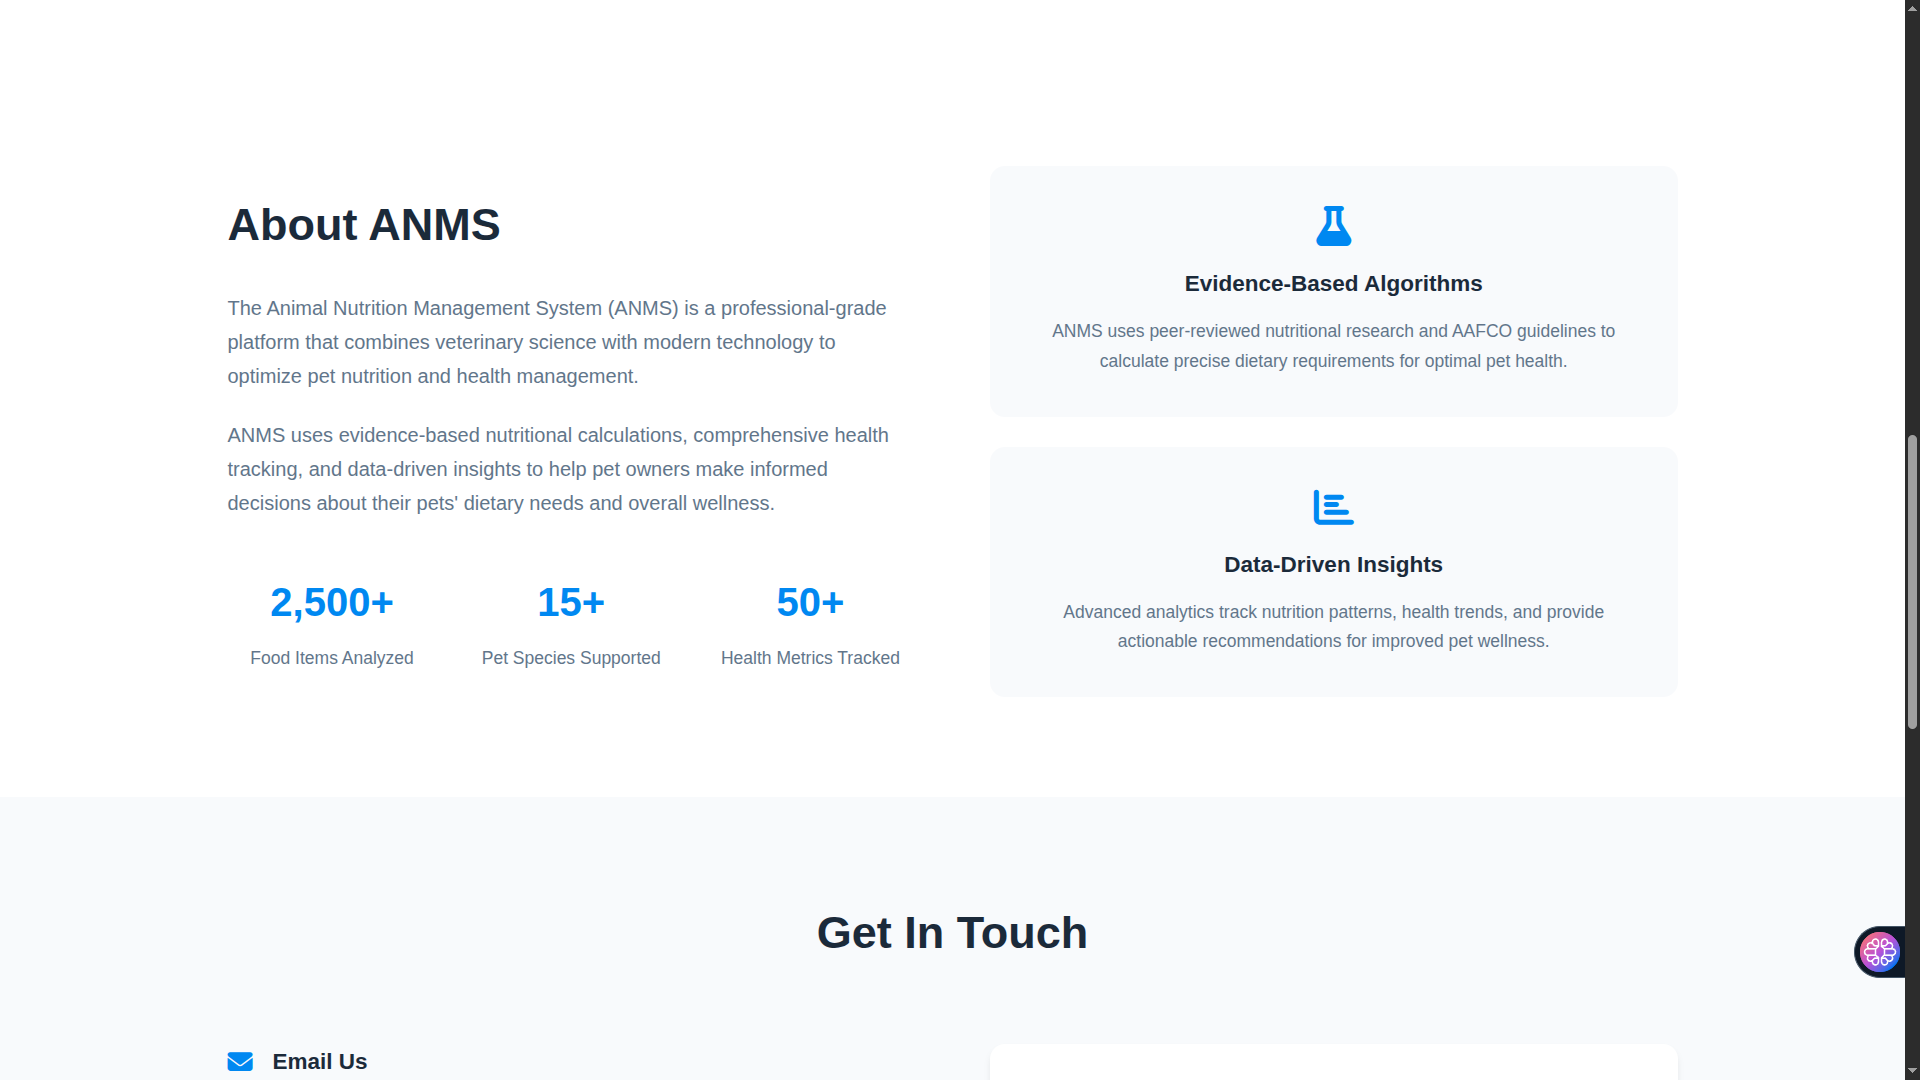 About ANMS
The Animal Nutrition Management System (ANMS) is a professional-grade
platform that combines veterinary science with modern technology to
optimize pet nutrition and health management.
ANMS uses evidence-based nutritional calculations, comprehensive health
tracking, and data-driven insights to help pet owners make informed
decisions about their pets' dietary needs and overall wellness.
2,500+
Food Items Analyzed
15+
Pet Species Supported
50+
Health Metrics Tracked
Evidence-Based Algorithms
ANMS uses peer-reviewed nutritional research and AAFCO guidelines to
calculate precise dietary requirements for optimal pet health.
Data-Driven Insights
Advanced analytics track nutrition patterns, health trends, and provide
actionable recommendations for improved pet wellness.
Get In Touch
Email Us